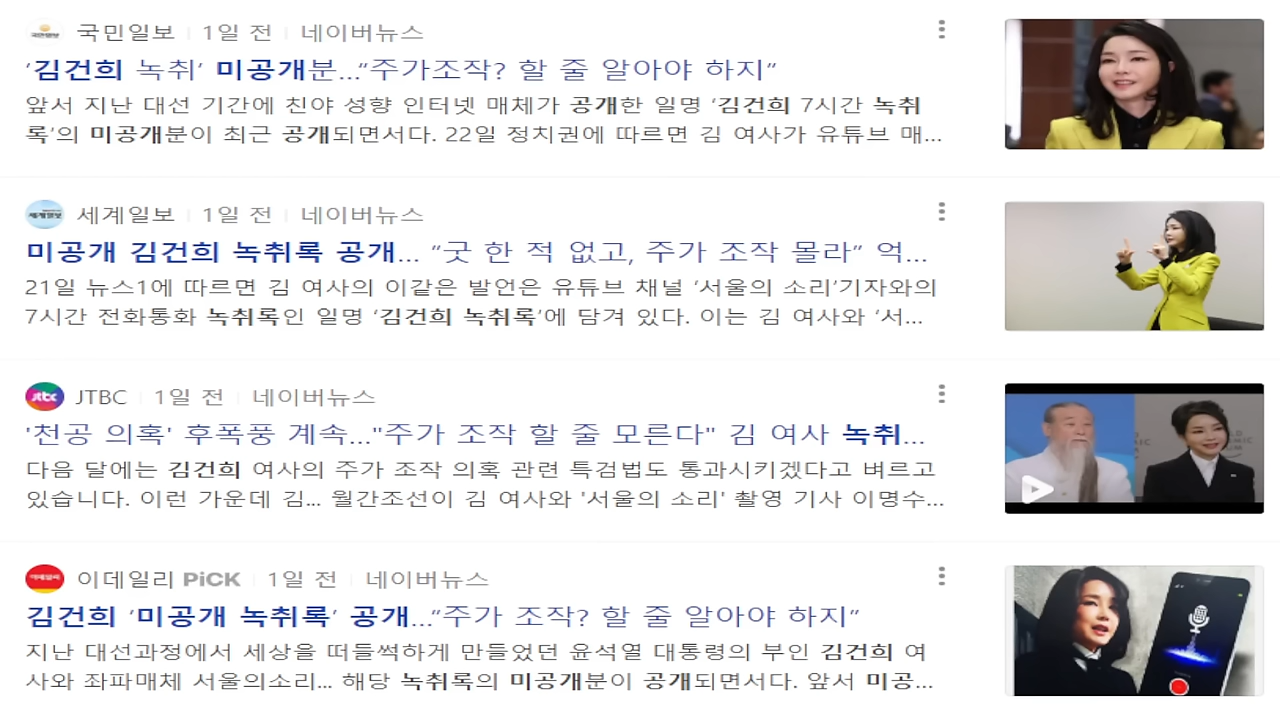 국민일보 1일 전 네이버뉴스
‘김건희 녹취’ 미공개분…“주가조작? 할 줄 알아야 하지”
앞서 지난 대선 기간에 친야 성향 인터넷 매체가 공개한 일명 ‘김건희 7시간 녹취
록’의 미공개분이 최근 공개되면서다. 22일 정치권에 따르면 김 여사가 유튜브 매...
세계일보 1일 전 네이버뉴스
미공개 김건희 녹취록 공개… “굿 한 적 없고, 주가 조작 몰라” 억...
21일 뉴스1에 따르면 김 여사의 이같은 발언은 유튜브 채널 ‘서울의 소리’기자와의
7시간 전화통화 녹취록인 일명 ‘김건희 녹취록’에 담겨 있다. 이는 김 여사와 ‘서...
jtbc JTBC 1일 전 네이버뉴스
'천공 의혹' 후폭풍 계속…"주가 조작 할 줄 모른다" 김 여사 녹취...
다음 달에는 김건희 여사의 주가 조작 의혹 관련 특검법도 통과시키겠다고 벼르고
있습니다. 이런 가운데 김... 월간조선이 김 여사와 '서울의 소리' 촬영 기사 이명수...
이데일리 PiCK 1일 전 네이버뉴스
김건희 ‘미공개 녹취록’ 공개…“주가 조작? 할 줄 알아야 하지”
지난 대선과정에서 세상을 떠들썩하게 만들었던 윤석열 대통령의 부인 김건희 여
사와 좌파매체 서울의소리... 해당 녹취록의 미공개분이 공개되면서다. 앞서 미공...